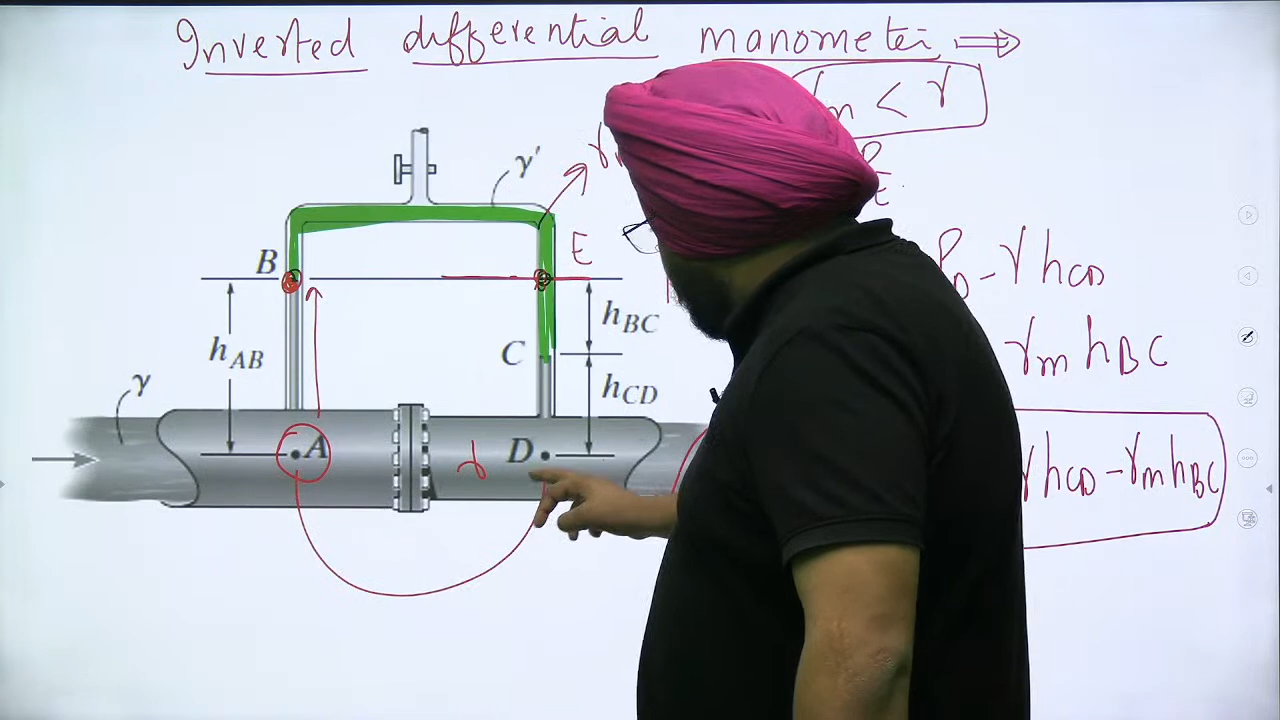 Inverted differential manometer ⟹
m < γ
γ'
E
B
P_D - γ h_CD
h_BC
h_AB
C
γ_m h_BC
γ
h_CD
A
γ
D
γ h_CD - γ_m h_BC